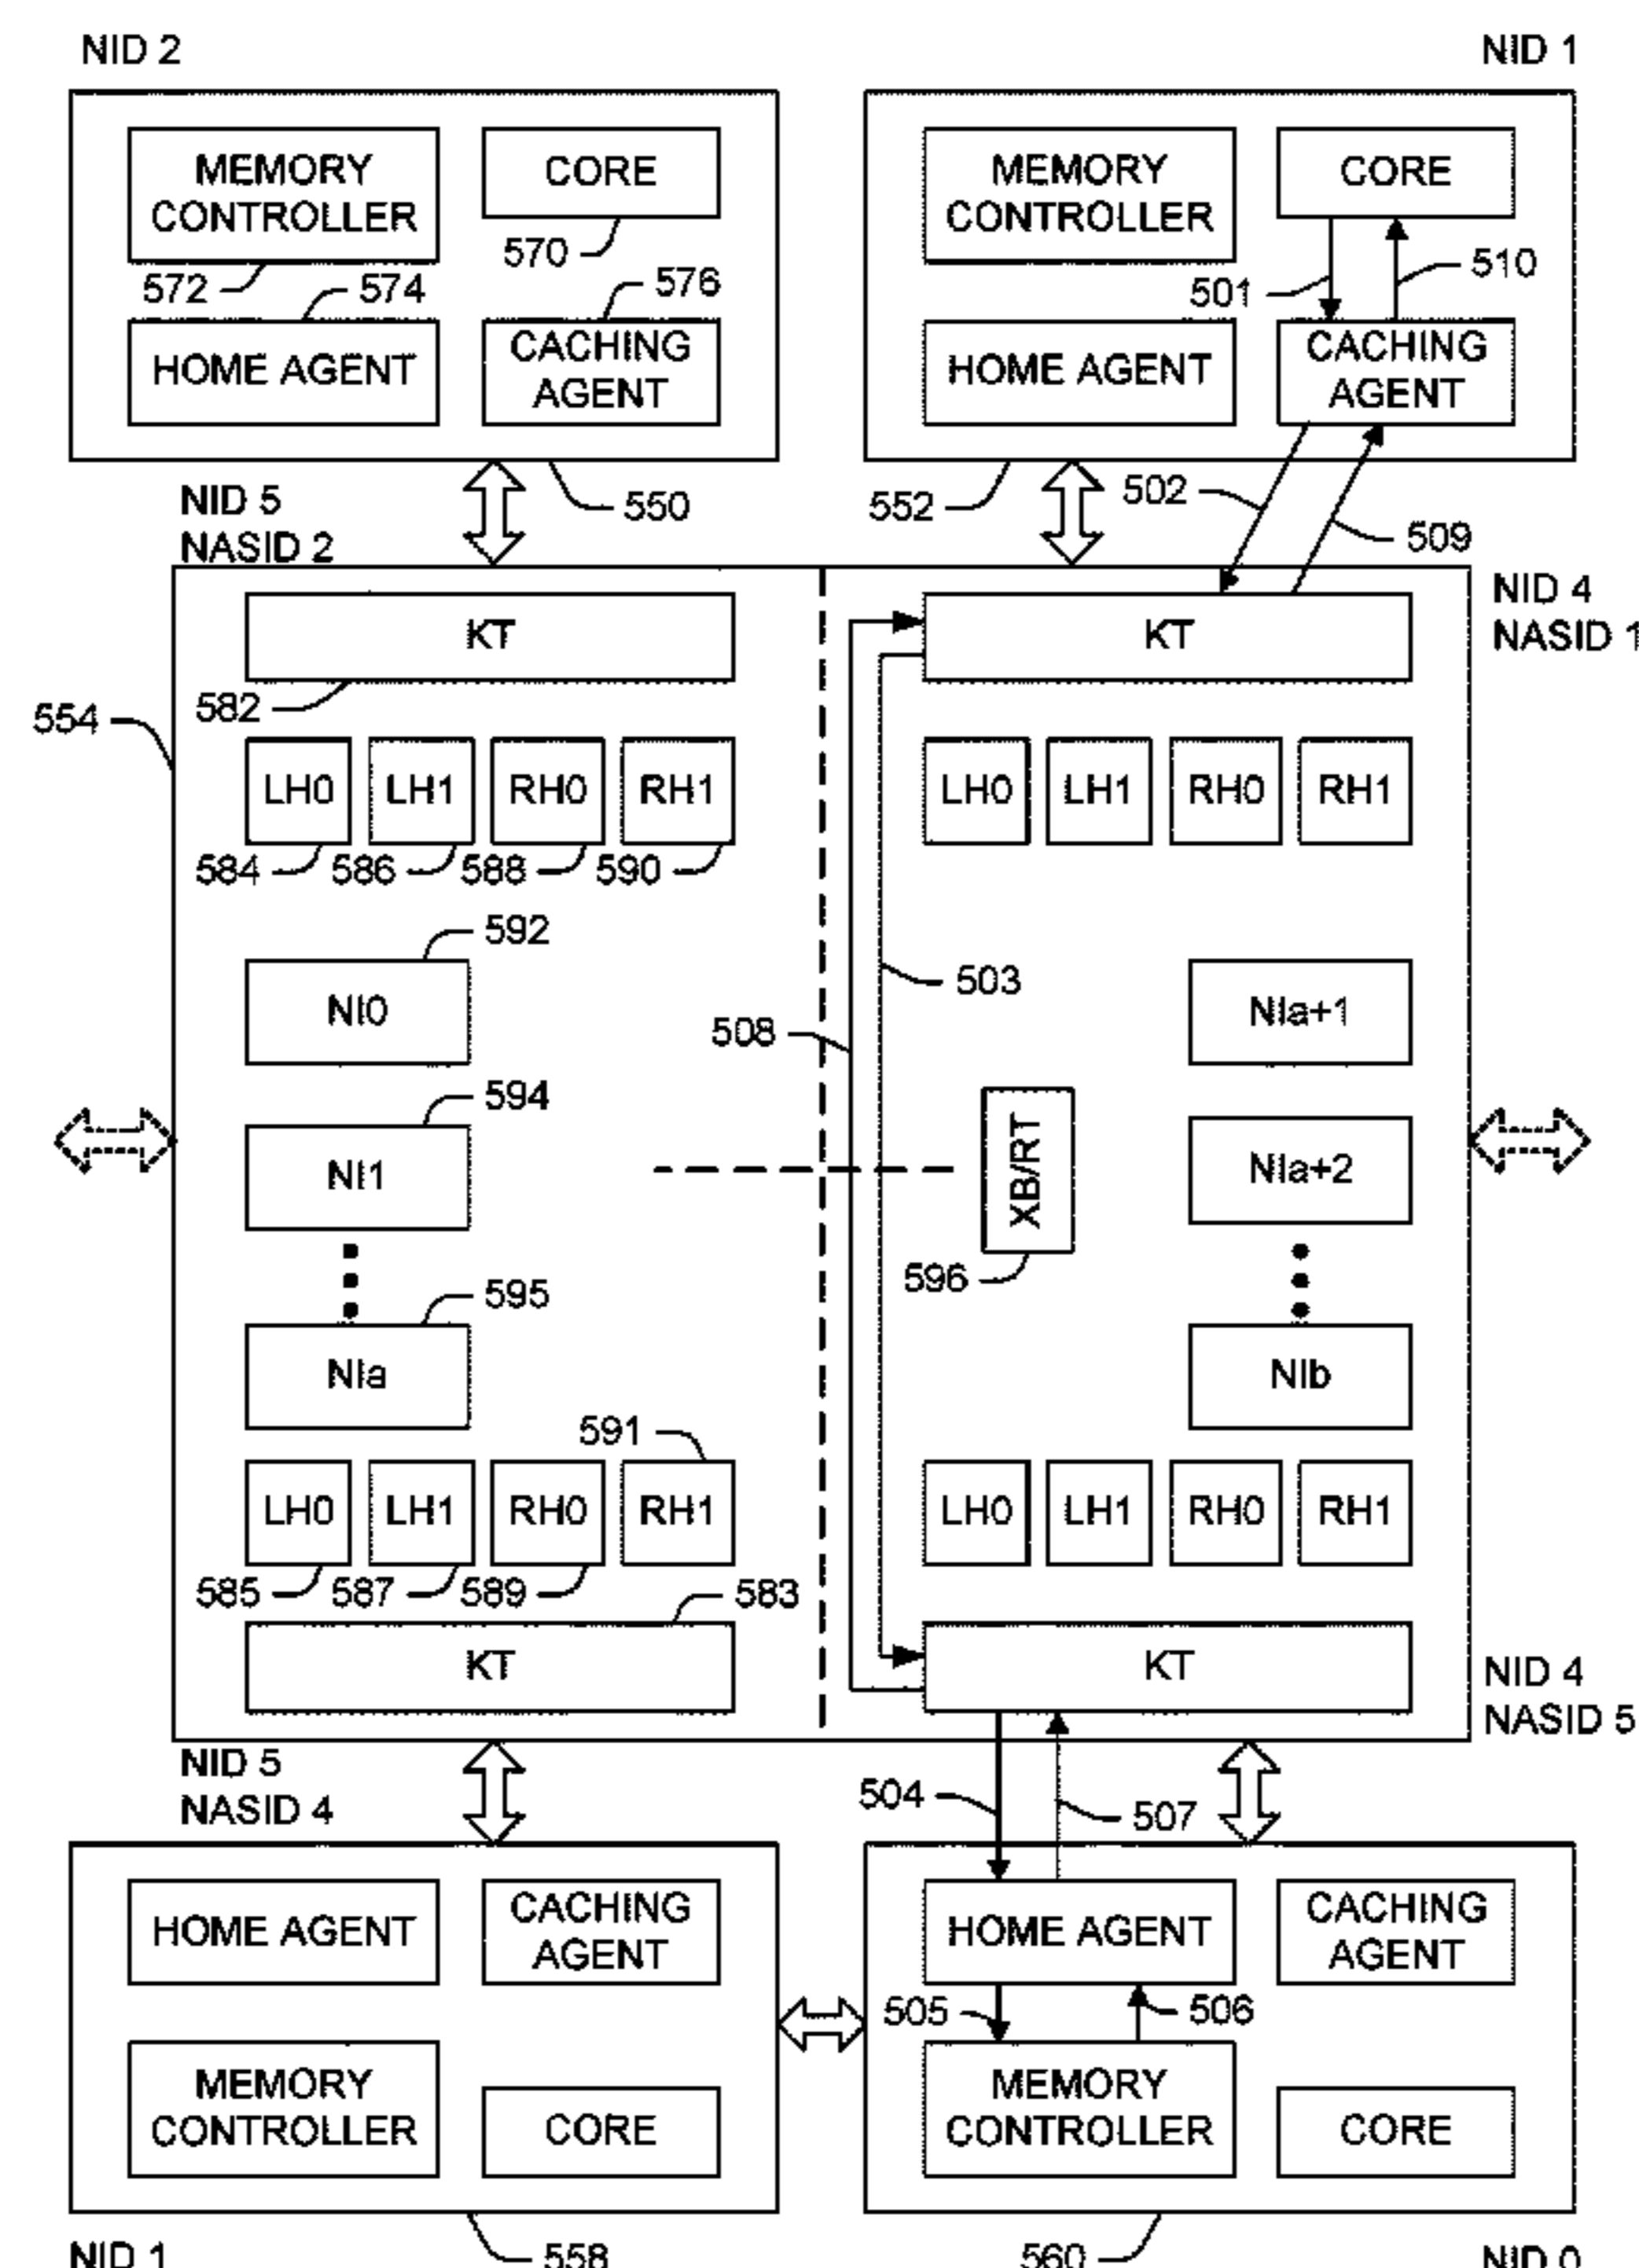 NID 2
NID 1
MEMORY
CONTROLLER
CORE
MEMORY
CONTROLLER
CORE
570
572
574
576
501
510
HOME AGENT
CACHING
AGENT
HOME AGENT
CACHING
AGENT
NID 5
NASID 2
550
552
502
509
NID 4
NASID 1
KT
KT
582
554
LH0
LH1
RH0
RH1
LH0
LH1
RH0
RH1
584
586
588
590
592
NI0
503
NIa+1
508
594
NI1
XB/RT
NIa+2
596
595
NIa
NIb
591
LH0
LH1
RH0
RH1
LH0
LH1
RH0
RH1
585
587
589
583
KT
KT
NID 4
NASID 5
NID 5
NASID 4
504
507
HOME AGENT
CACHING
AGENT
HOME AGENT
CACHING
AGENT
505
506
MEMORY
CONTROLLER
CORE
MEMORY
CONTROLLER
CORE
NID 1
558
560
NID 0